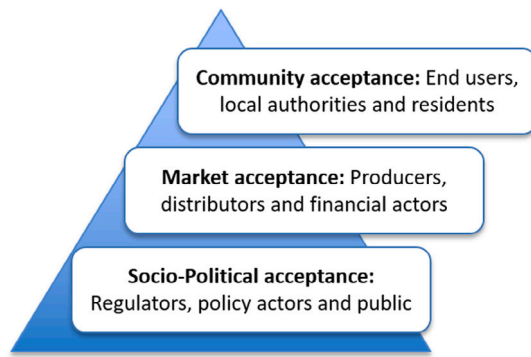 Community acceptance: End users,
local authorities and residents
Market acceptance: Producers,
distributors and financial actors
Socio-Political acceptance:
Regulators, policy actors and public